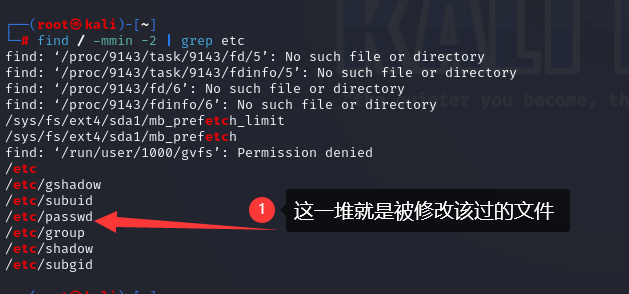 ┌──(root㉿kali)-[~]
└─# find / -mmin -2 | grep etc
find: ‘/proc/9143/task/9143/fd/5’: No such file or directory
find: ‘/proc/9143/task/9143/fdinfo/5’: No such file or directory
find: ‘/proc/9143/fd/6’: No such file or directory
find: ‘/proc/9143/fdinfo/6’: No such file or directory
/sys/fs/ext4/sda1/mb_prefetch_limit
/sys/fs/ext4/sda1/mb_prefetch
find: ‘/run/user/1000/gvfs’: Permission denied
/etc
/etc/gshadow
/etc/subuid
/etc/passwd
/etc/group
/etc/shadow
/etc/subgid
1 这一堆就是被修改该过的文件
KALI
you become, th